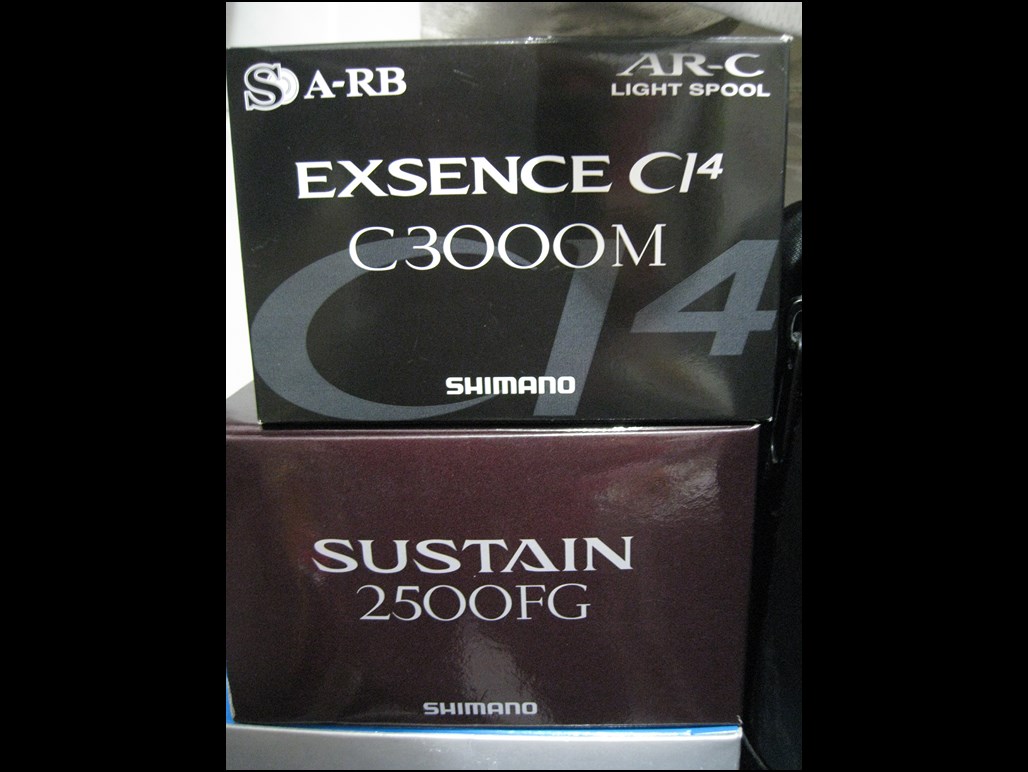 S A-RB
AR-C
LIGHT SPOOL
EXSENCE CI4
C3000M
CI4
SHIMANO
SUSTAIN
2500FG
SHIMANO